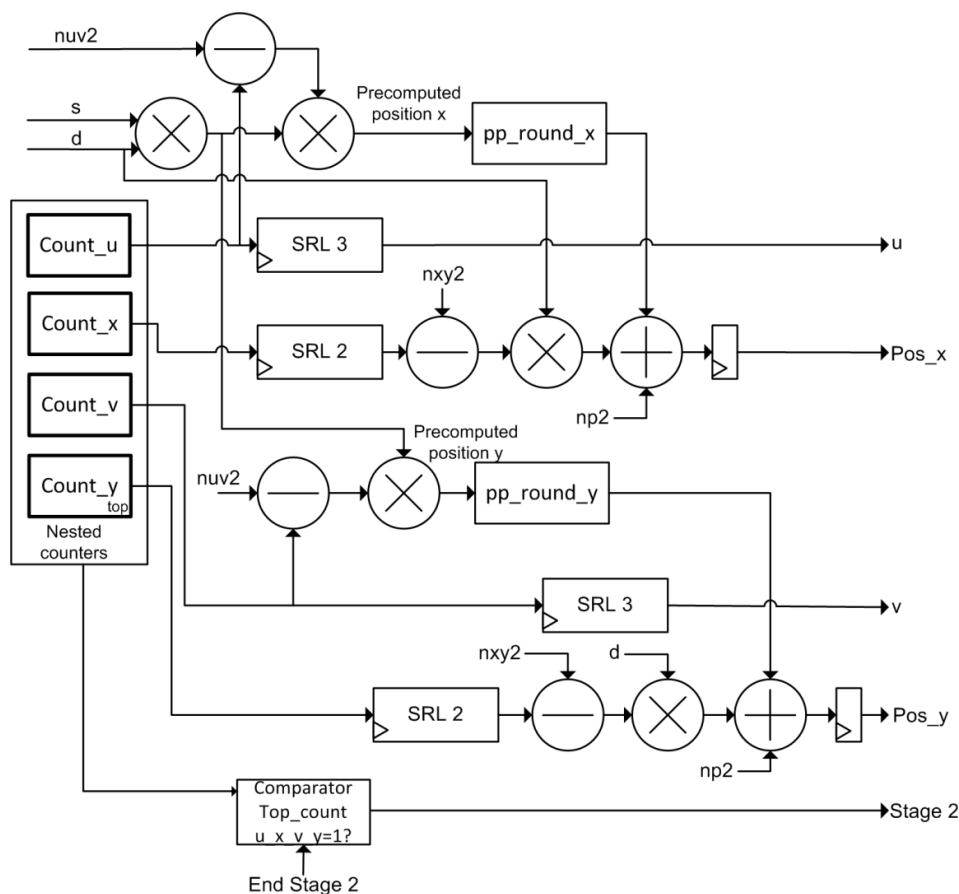 nuv2
s
d
Precomputed
position x
pp_round_x
Count_u
SRL 3
u
nxy2
Count_x
SRL 2
Pos_x
np2
Count_v
Precomputed
position y
Count_y
top
nuv2
pp_round_y
Nested
counters
SRL 3
v
nxy2
d
SRL 2
Pos_y
np2
Comparator
Top_count
u_x_v_y=1?
Stage 2
End Stage 2